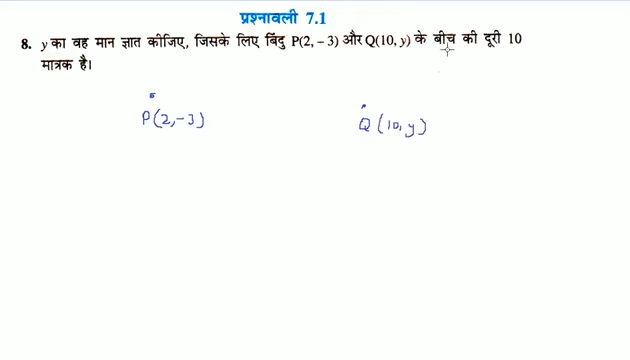 प्रश्नावली 7.1
8. y का वह मान ज्ञात कीजिए, जिसके लिए बिंदु P(2, – 3) और Q(10, y) के बीच की दूरी 10
मात्रक है।
P(2,-3) Q (10, y)